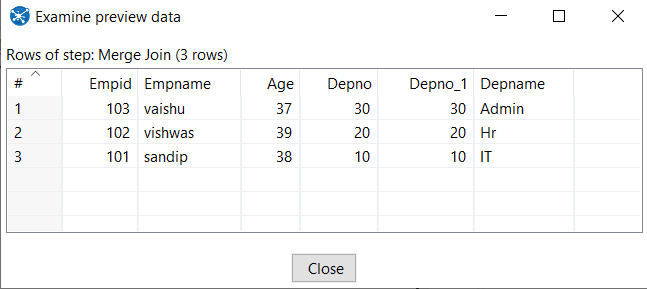 Examine preview data
Rows of step: Merge Join (3 rows)
# Empid Empname Age Depno Depno_1 Depname
1 103 vaishu 37 30 30 Admin
2 102 vishwas 39 20 20 Hr
3 101 sandip 38 10 10 IT
Close